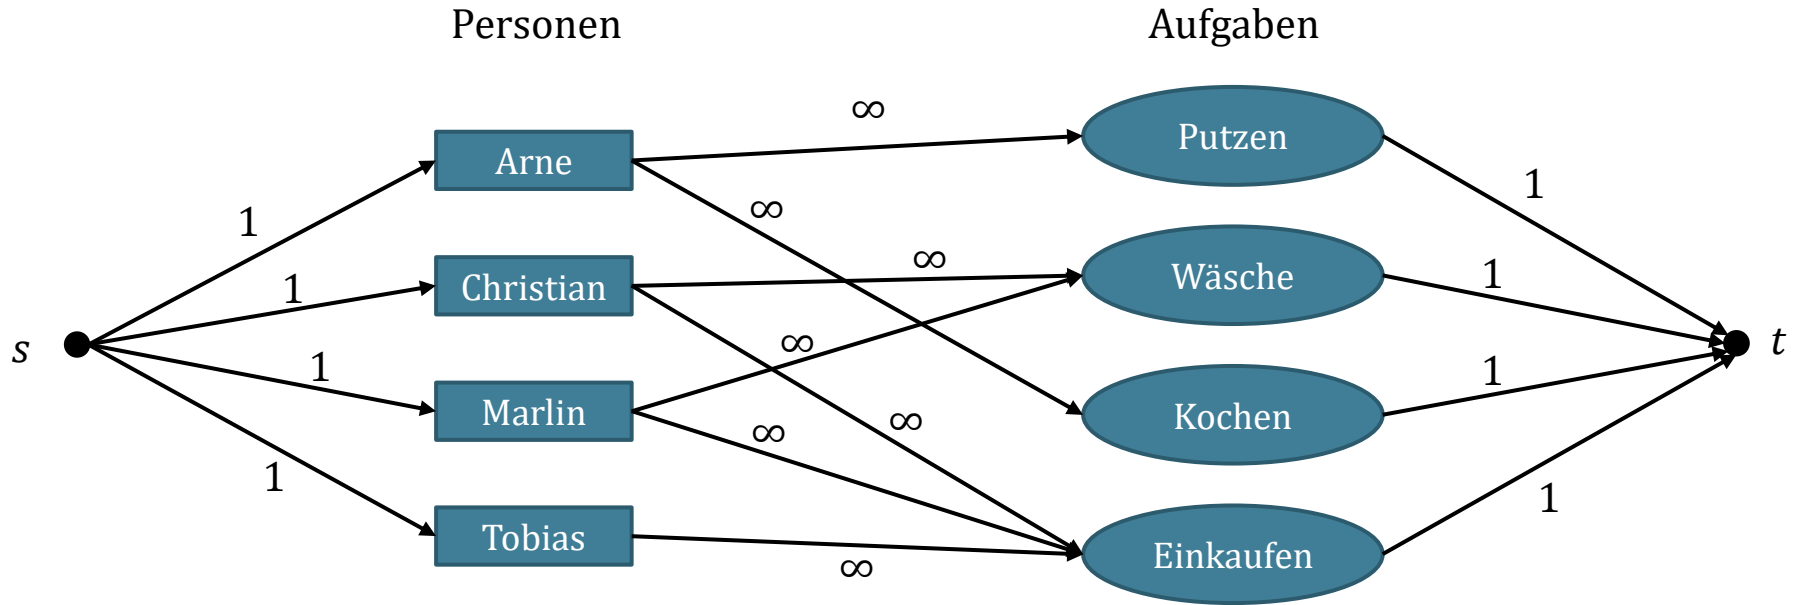 Personen Aufgaben
∞
Putzen
Arne
1
∞
1
∞
Christian
1
Wäsche
1
s
∞
t
1
1
Marlin
∞
∞
Kochen
1
1
Tobias
∞
Einkaufen